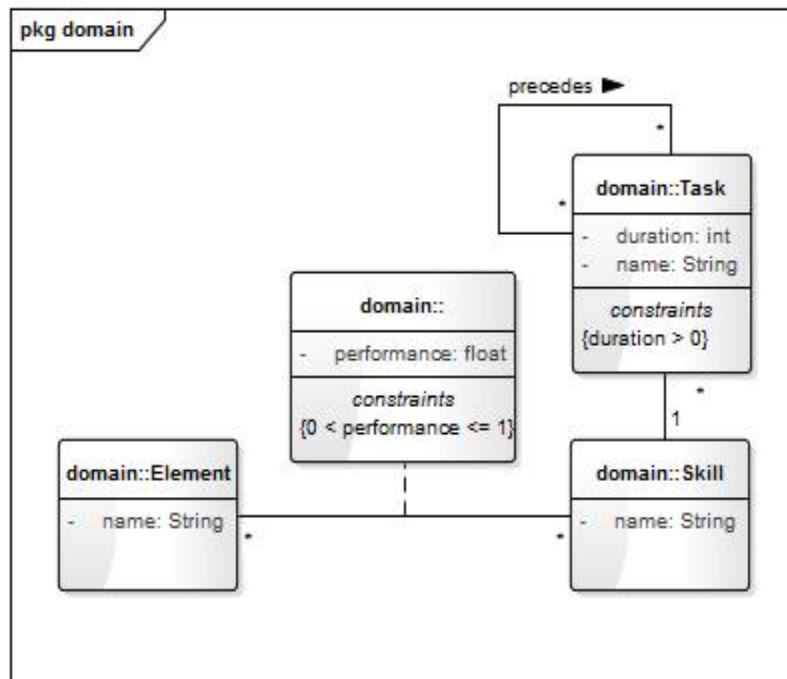 pkg domain
precedes ►
*
*
domain::Task
- duration: int
- name: String
constraints
{duration > 0}
domain::
- performance: float
constraints
{0 < performance <= 1}
*
1
domain::Element
- name: String
domain::Skill
- name: String
*
*